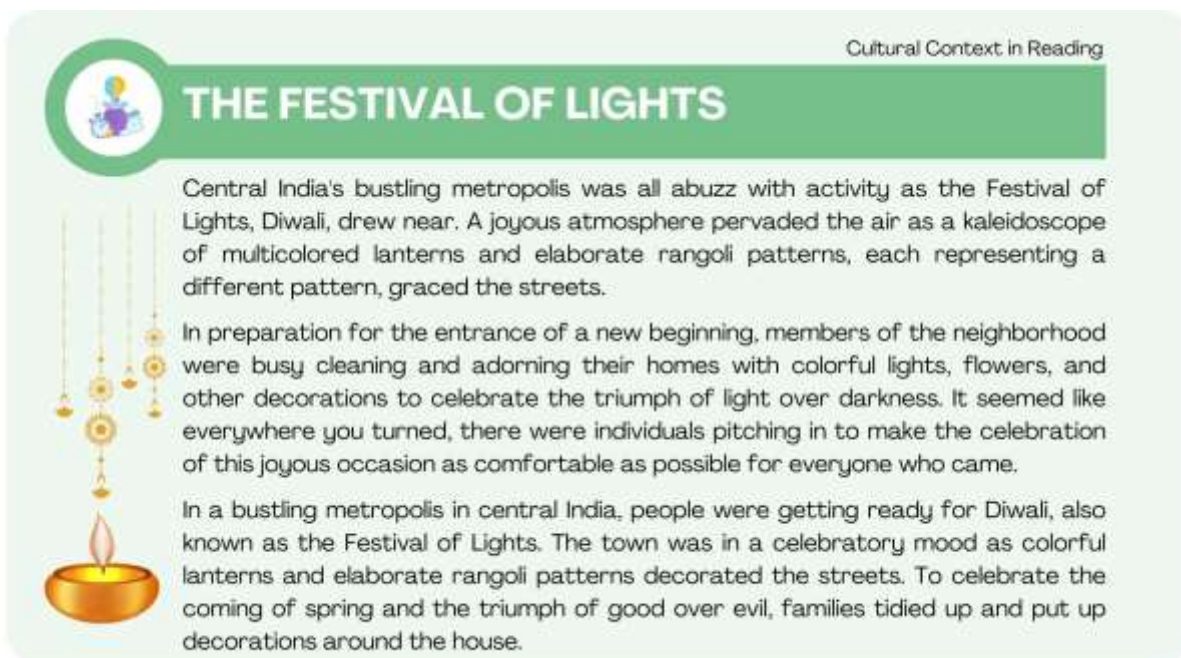 Cultural Context in Reading
THE FESTIVAL OF LIGHTS
Central India's bustling metropolis was all abuzz with activity as the Festival of
Lights, Diwali, drew near. A joyous atmosphere pervaded the air as a kaleidoscope
of multicolored lanterns and elaborate rangoli patterns, each representing a
different pattern, graced the streets.
In preparation for the entrance of a new beginning, members of the neighborhood
were busy cleaning and adorning their homes with colorful lights, flowers, and
other decorations to celebrate the triumph of light over darkness. It seemed like
everywhere you turned, there were individuals pitching in to make the celebration
of this joyous occasion as comfortable as possible for everyone who came.
In a bustling metropolis in central India, people were getting ready for Diwali, also
known as the Festival of Lights. The town was in a celebratory mood as colorful
lanterns and elaborate rangoli patterns decorated the streets. To celebrate the
coming of spring and the triumph of good over evil, families tidied up and put up
decorations around the house.